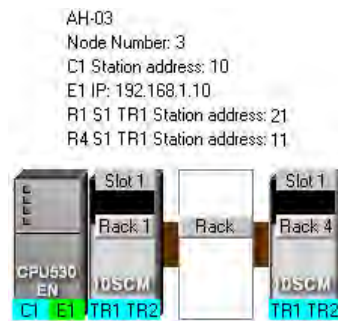 AH-03
Node Number: 3
C1 Station address: 10
E1 IP: 192.168.1.10
R1 S1 TR1 Station address: 21
R4 S1 TR1 Station address: 11
Slot 1
Slot 1
Rack 1
Rack
Rack 4
CPU530
EN
10SCM
10SCM
C1 E1 TR1 TR2
TR1 TR2